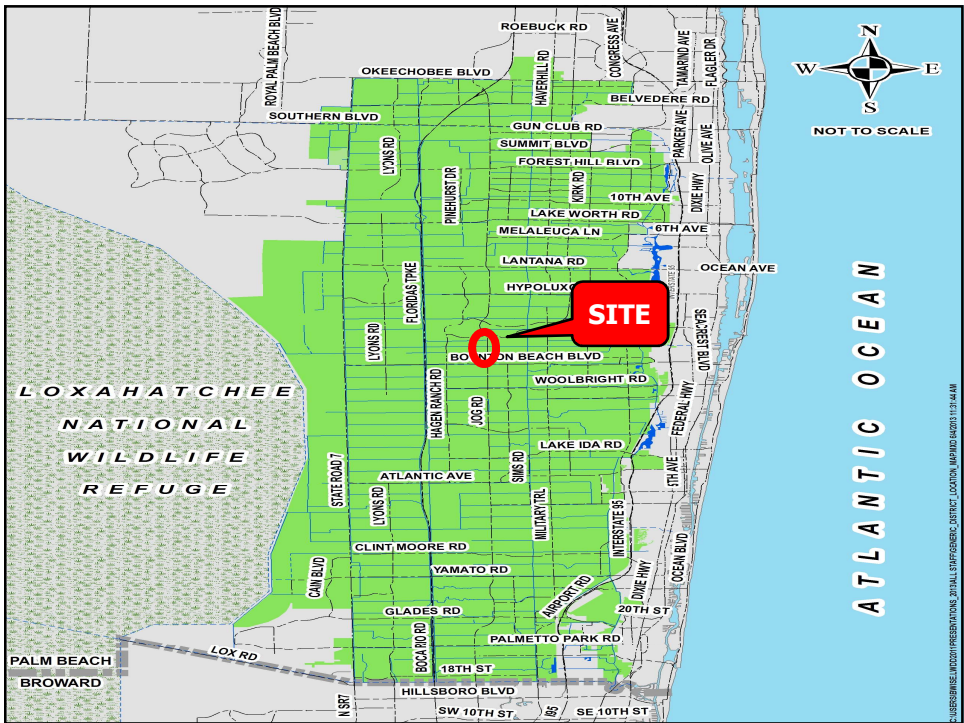 ROEBUCK RD
ROYAL PALM BEACH BLVD
CONGRESS AVE
TAMARIND AVE
FLAGLER DR
HAVERHILL RD
OKEECHOBEE BLVD
BELVEDERE RD
SOUTHERN BLVD
GUN CLUB RD
PARKER AVE
OLIVE AVE
SUMMIT BLVD
LYONS RD
FOREST HILL BLVD
PINEHURST DR
KIRK RD
10TH AVE
DIXIE HWY
LAKE WORTH RD
6TH AVE
MELALEUCA LN
LANTANA RD
OCEAN AVE
INTERSTATE 95
FLORIDAS TPKE
SITE
SEACREST BLVD
LYONS RD
BOYNTON BEACH BLVD
WOOLBRIGHT RD
HAGEN RANCH RD
JOG RD
FEDERAL HWY
LAKE IDA RD
SIMS RD
ATLANTIC AVE
STATE ROAD 7
LYONS RD
MILITARY TRL
INTERSTATE 95
CLINT MOORE RD
OCEAN BLVD
YAMATO RD
CAIN BLVD
DIXIE HWY
AIRPORT RD
GLADES RD
20TH ST
BOCA RIO RD
PALMETTO PARK RD
LOX RD
18TH ST
PALM BEACH
BROWARD
HILLSBORO BLVD
N SR7
SW 10TH ST
I95
SE 10TH ST
LOXAHATCHEE
NATIONAL
WILDLIFE
REFUGE
ATLANTIC OCEAN
N
W E
S
NOT TO SCALE